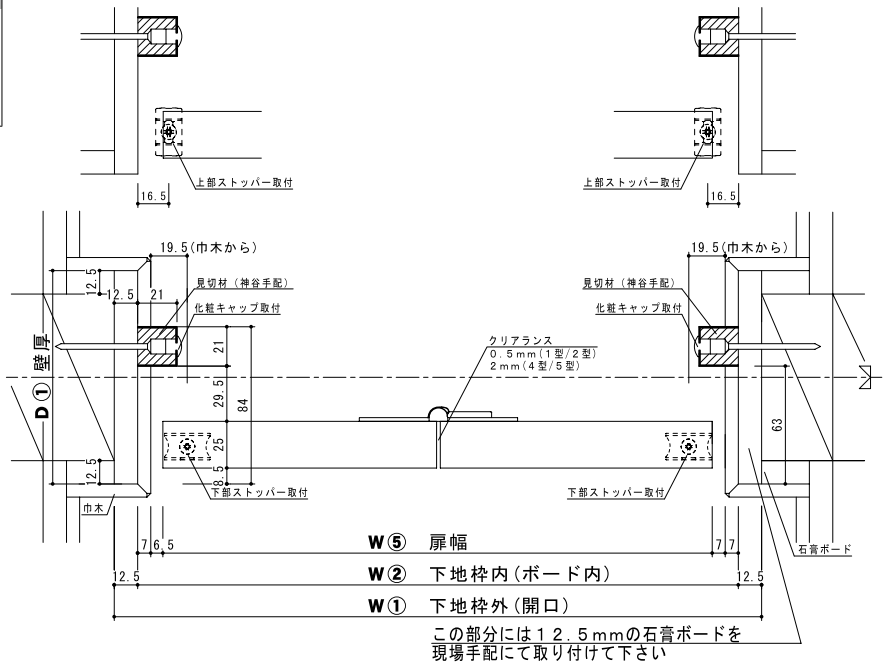 上部ストッパー取付
上部ストッパー取付
16.5
16.5
19.5(巾木から)
19.5(巾木から)
12.5
12.5
21
見切材（神谷手配）
見切材（神谷手配）
化粧キャップ取付
化粧キャップ取付
D① 壁厚
21
29.5
84
25
8.5
クリアランス
0.5mm(1型/2型)
2mm(4型/5型)
63
12.5
下部ストッパー取付
下部ストッパー取付
巾木
石膏ボード
7
6.5
W⑤ 扉幅
7
7
12.5
W② 下地枠内(ボード内)
12.5
W① 下地枠外(開口)
この部分には12.5mmの石膏ボードを
現場手配にて取り付けて下さい